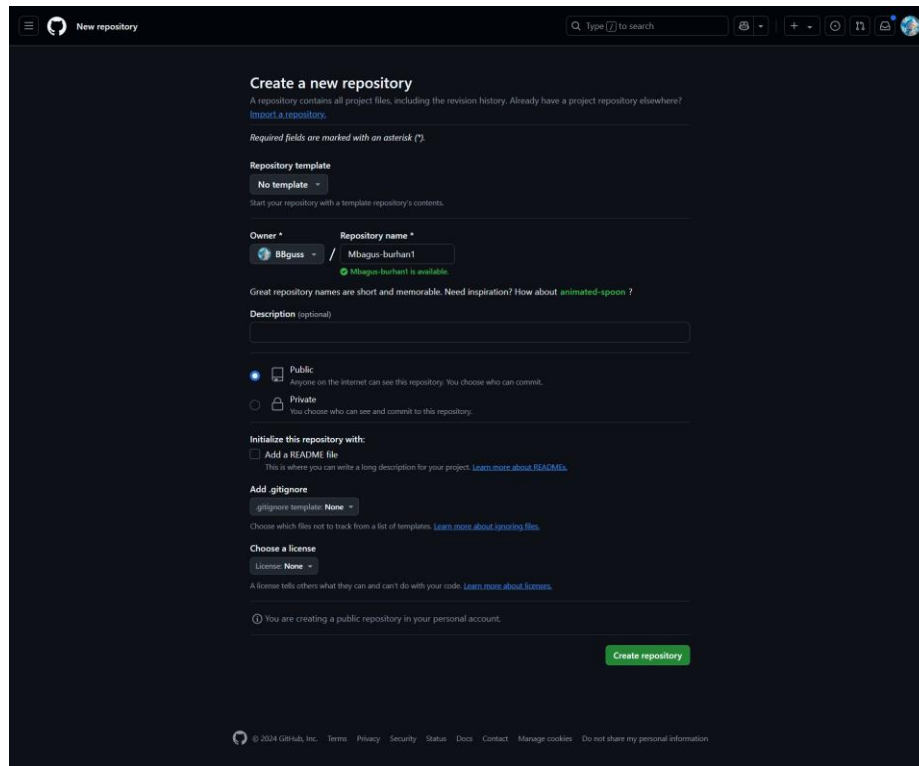 New repository
Type / to search
Create a new repository
A repository contains all project files, including the revision history. Already have a project repository elsewhere?
Import a repository.
Required fields are marked with an asterisk (*).
Repository template
No template
Start your repository with a template repository's contents.
Owner * Repository name *
BBguss / Mbagus-burhan1
Mbagus-burhan1 is available.
Great repository names are short and memorable. Need inspiration? How about animated-spoon ?
Description (optional)
Public
Anyone on the internet can see this repository. You choose who can commit.
Private
You choose who can see and commit to this repository.
Initialize this repository with:
Add a README file
This is where you can write a long description for your project. Learn more about READMEs.
Add .gitignore
.gitignore template: None
Choose which files not to track from a list of templates. Learn more about ignoring files.
Choose a license
License: None
A license tells others what they can and can't do with your code. Learn more about licenses.
You are creating a public repository in your personal account.
Create repository
© 2024 GitHub, Inc. Terms Privacy Security Status Docs Contact Manage cookies Do not share my personal information